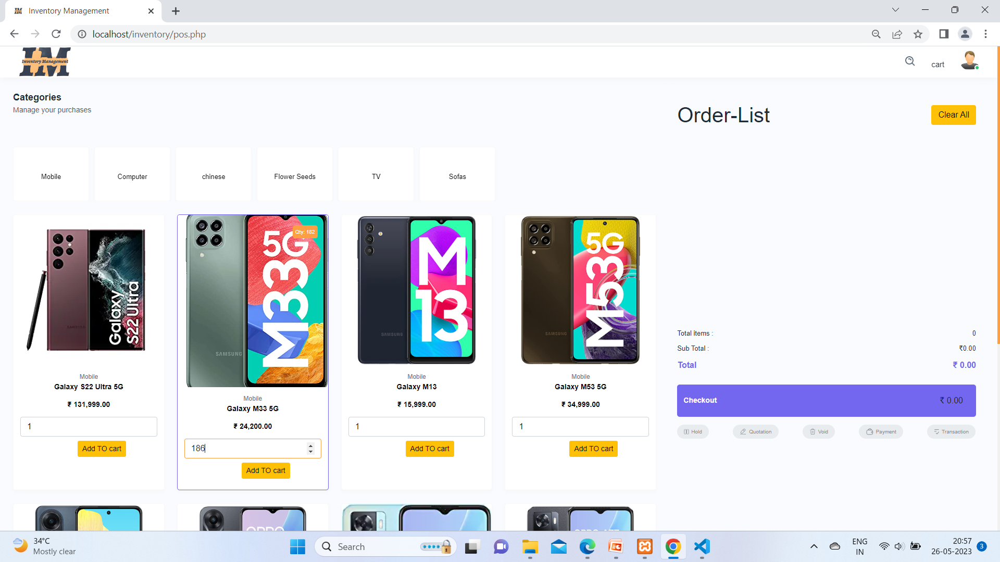 Inventory Management
localhost/inventory/pos.php
IM
Inventory Management
cart
Categories
Manage your purchases
Order-List
Clear All
Mobile
Computer
chinese
Flower Seeds
TV
Sofas
Galaxy
S22 Ultra
Mobile
Galaxy S22 Ultra 5G
₹ 131,999.00
1
Add TO cart
Qty: 182
5G
M33
SAMSUNG
Mobile
Galaxy M33 5G
₹ 24,200.00
186
Add TO cart
M
13
SAMSUNG
Mobile
Galaxy M13
₹ 15,999.00
1
Add TO cart
5G
M53
SAMSUNG
Mobile
Galaxy M53 5G
₹ 34,999.00
1
Add TO cart
Total items :
0
Sub Total :
₹0.00
Total
₹ 0.00
Checkout
₹ 0.00
Hold
Quotation
Void
Payment
Transaction
34°C
Mostly clear
Search
ENG
IN
20:57
26-05-2023
3